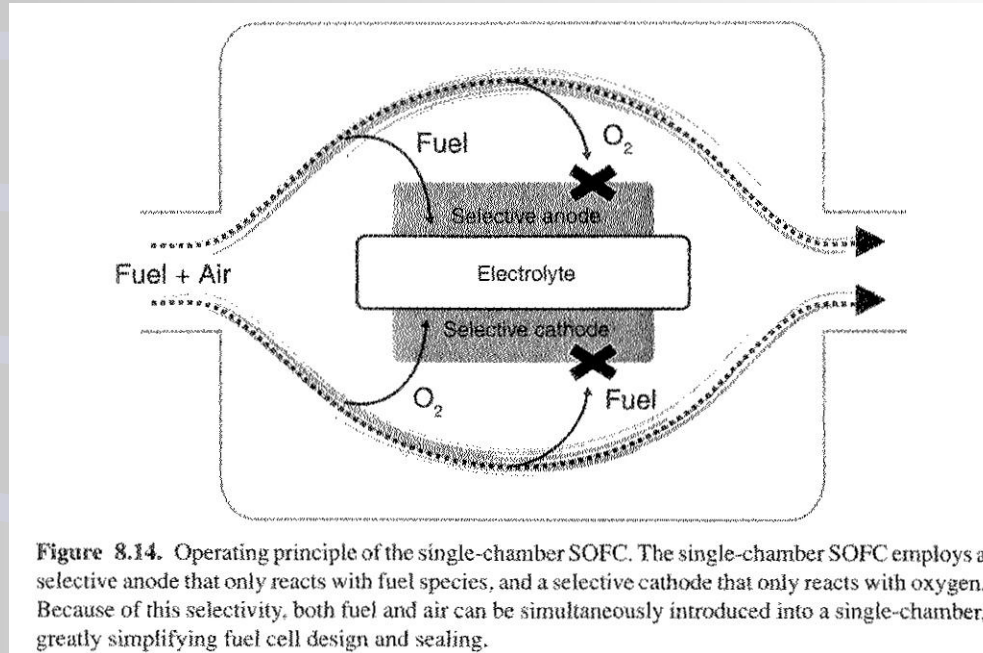 Fuel
O₂
Selective anode
Fuel + Air
Electrolyte
Selective cathode
O₂
Fuel
Figure 8.14. Operating principle of the single-chamber SOFC. The single-chamber SOFC employs a
selective anode that only reacts with fuel species, and a selective cathode that only reacts with oxygen.
Because of this selectivity, both fuel and air can be simultaneously introduced into a single-chamber,
greatly simplifying fuel cell design and sealing.